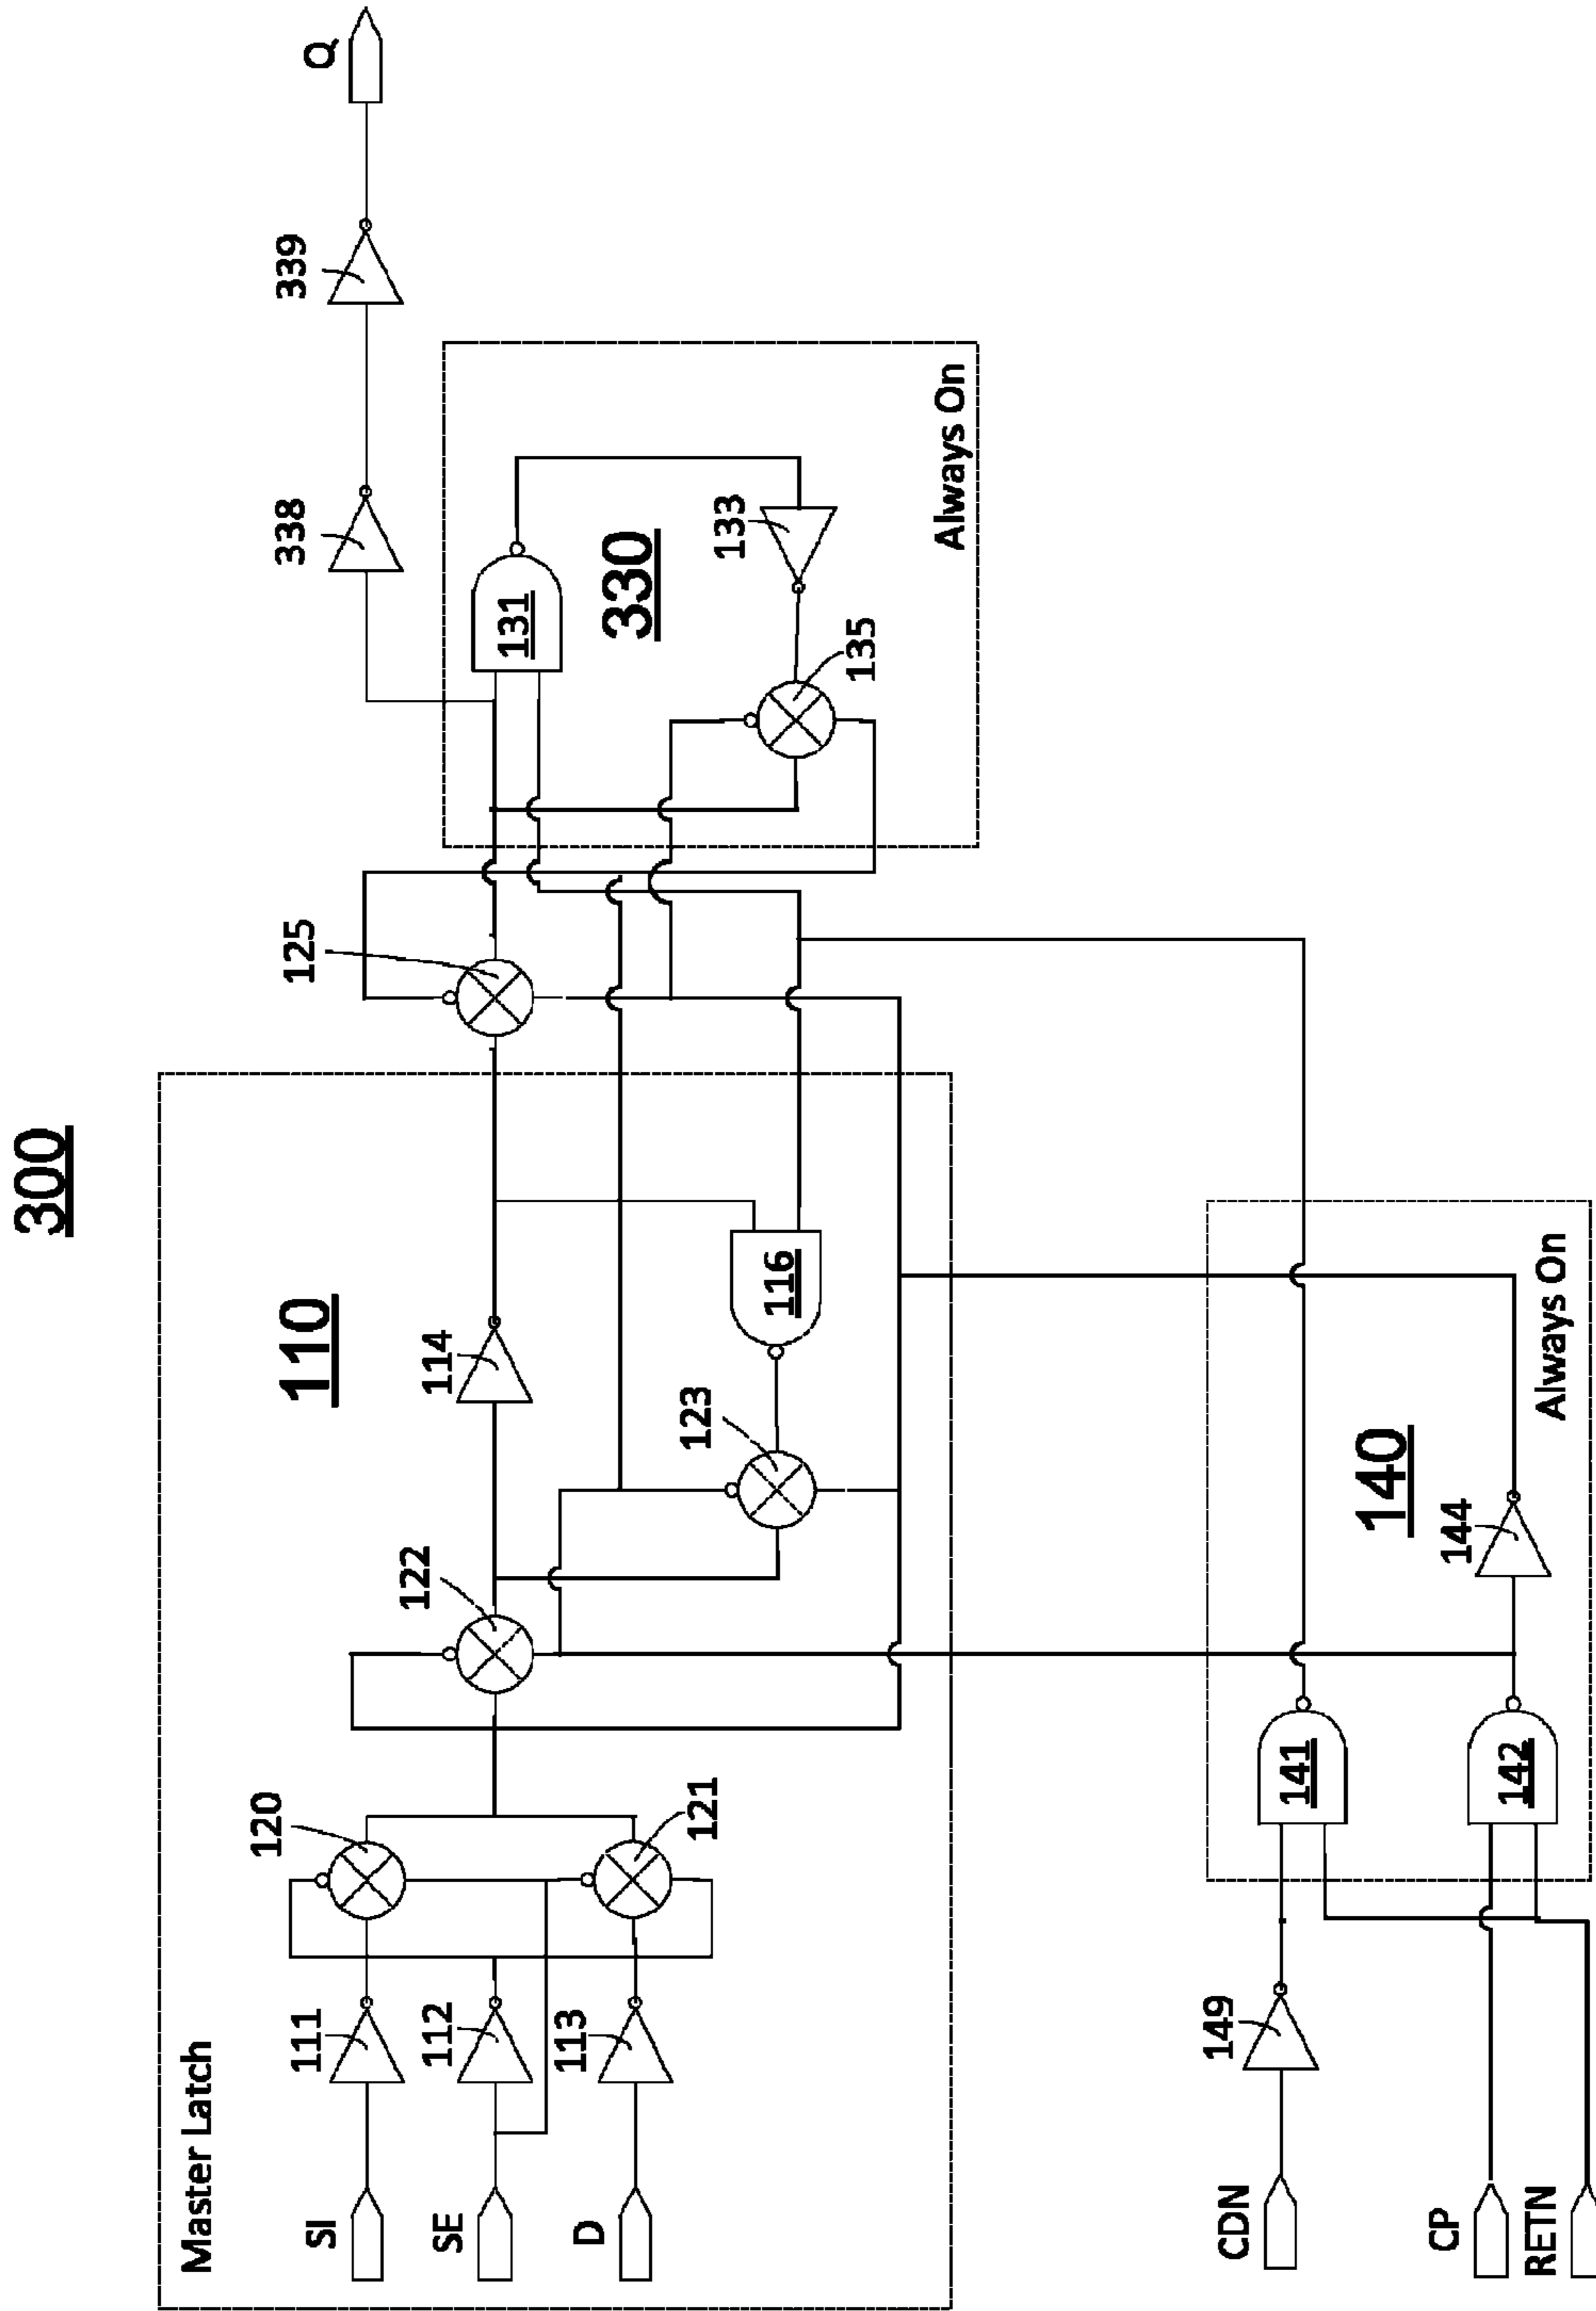 300
Master Latch
110
SI
SE
D
111
112
113
120
121
122
114
123
116
125
338
339
Q
131
330
133
135
Always On
CDN
CP
RETN
149
141
142
140
144
Always On